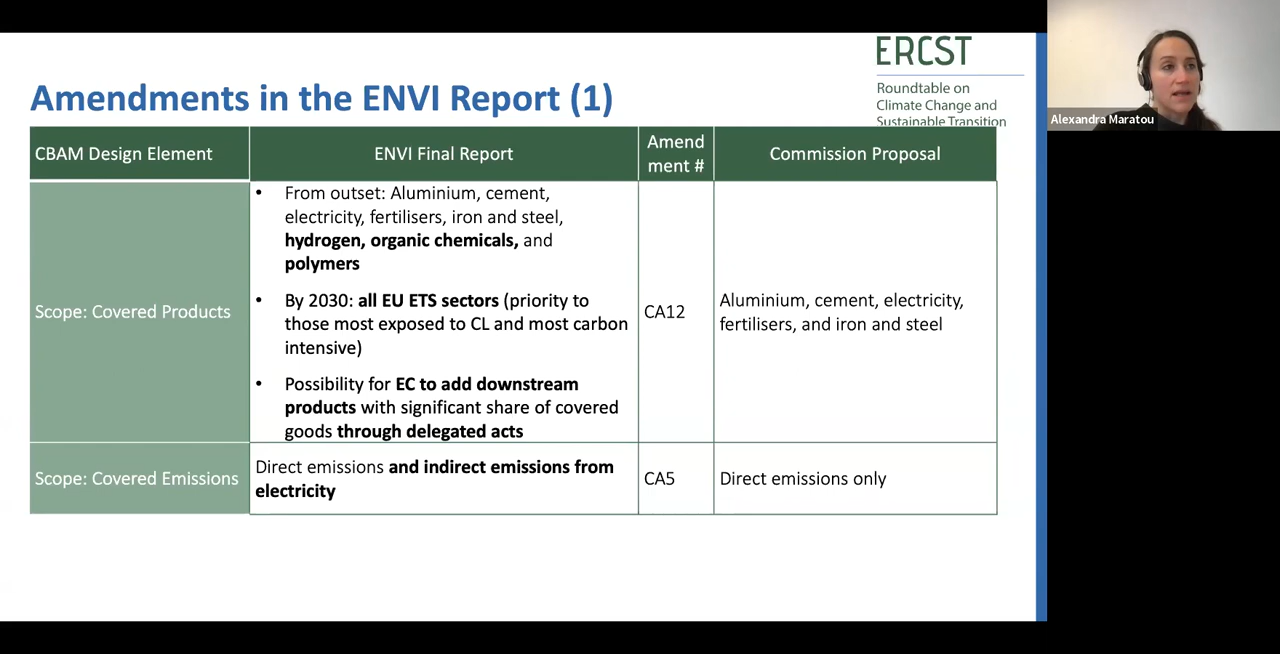 ERCST
Roundtable on
Climate Change and
Sustainable Transition
Amendments in the ENVI Report (1)
Alexandra Maratou
CBAM Design Element
ENVI Final Report
Amend
ment #
Commission Proposal
Scope: Covered Products
• From outset: Aluminium, cement,
electricity, fertilisers, iron and steel,
hydrogen, organic chemicals, and
polymers
• By 2030: all EU ETS sectors (priority to
those most exposed to CL and most carbon
intensive)
• Possibility for EC to add downstream
products with significant share of covered
goods through delegated acts
CA12
Aluminium, cement, electricity,
fertilisers, and iron and steel
Scope: Covered Emissions
Direct emissions and indirect emissions from
electricity
CA5
Direct emissions only